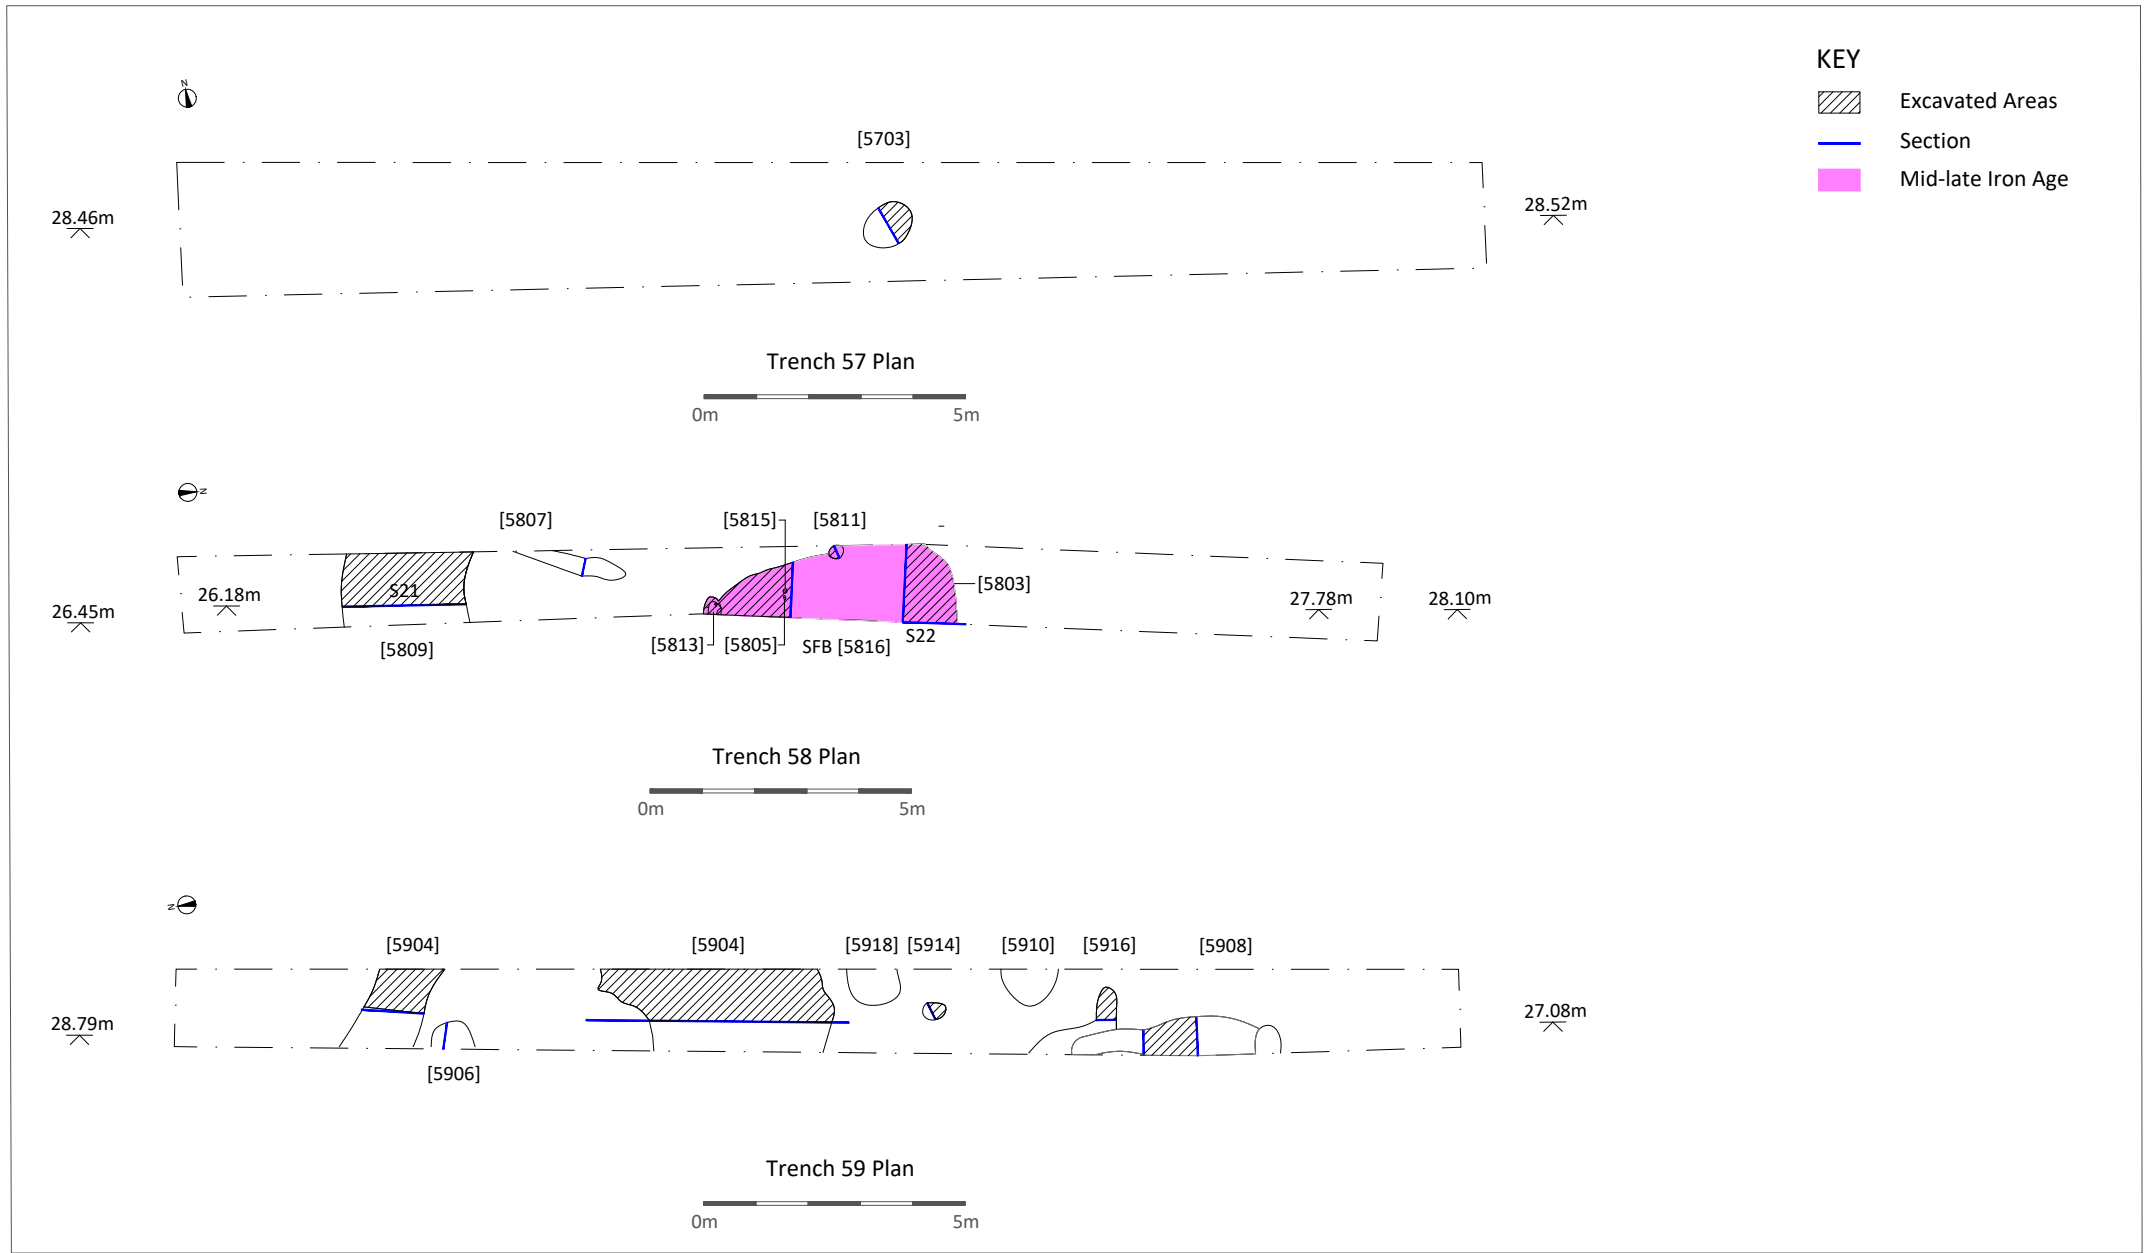 KEY
Excavated Areas
Section
Mid-late Iron Age
N
[5703]
28.46m
28.52m
Trench 57 Plan
0m 5m
N
[5807] [5815] [5811]
[5803]
S21
26.18m
26.45m
27.78m
28.10m
[5809]
[5813] [5805] SFB [5816] S22
Trench 58 Plan
0m 5m
N
[5904] [5904] [5918] [5914] [5910] [5916] [5908]
28.79m
27.08m
[5906]
Trench 59 Plan
0m 5m